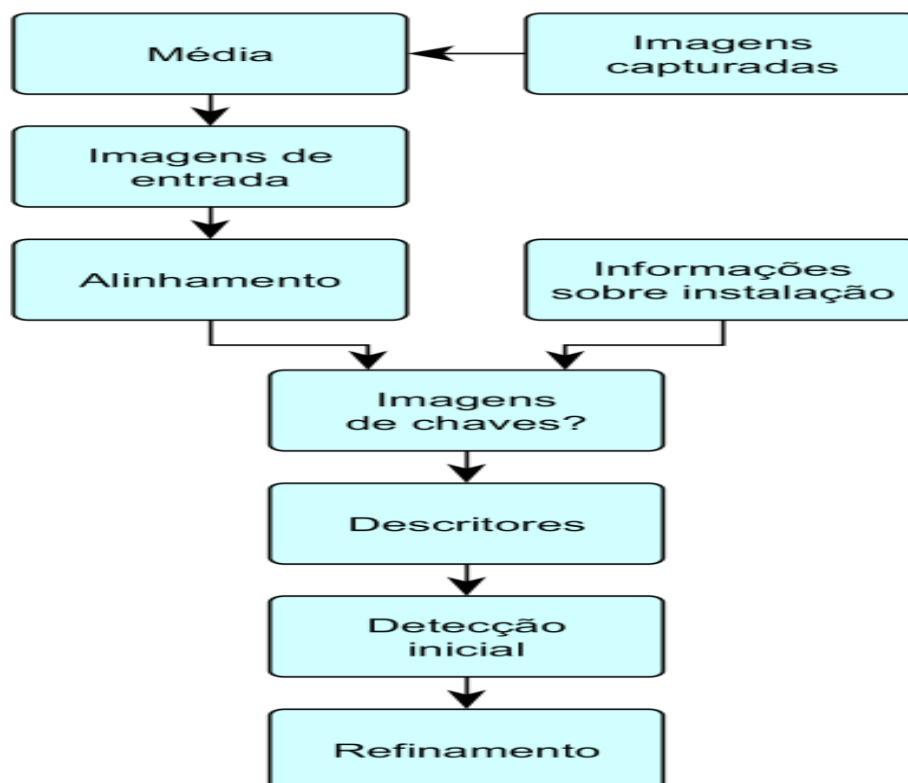 Média
Imagens
capturadas
Imagens de
entrada
Alinhamento
Informações
sobre instalação
Imagens
de chaves?
Descritores
Detecção
inicial
Refinamento